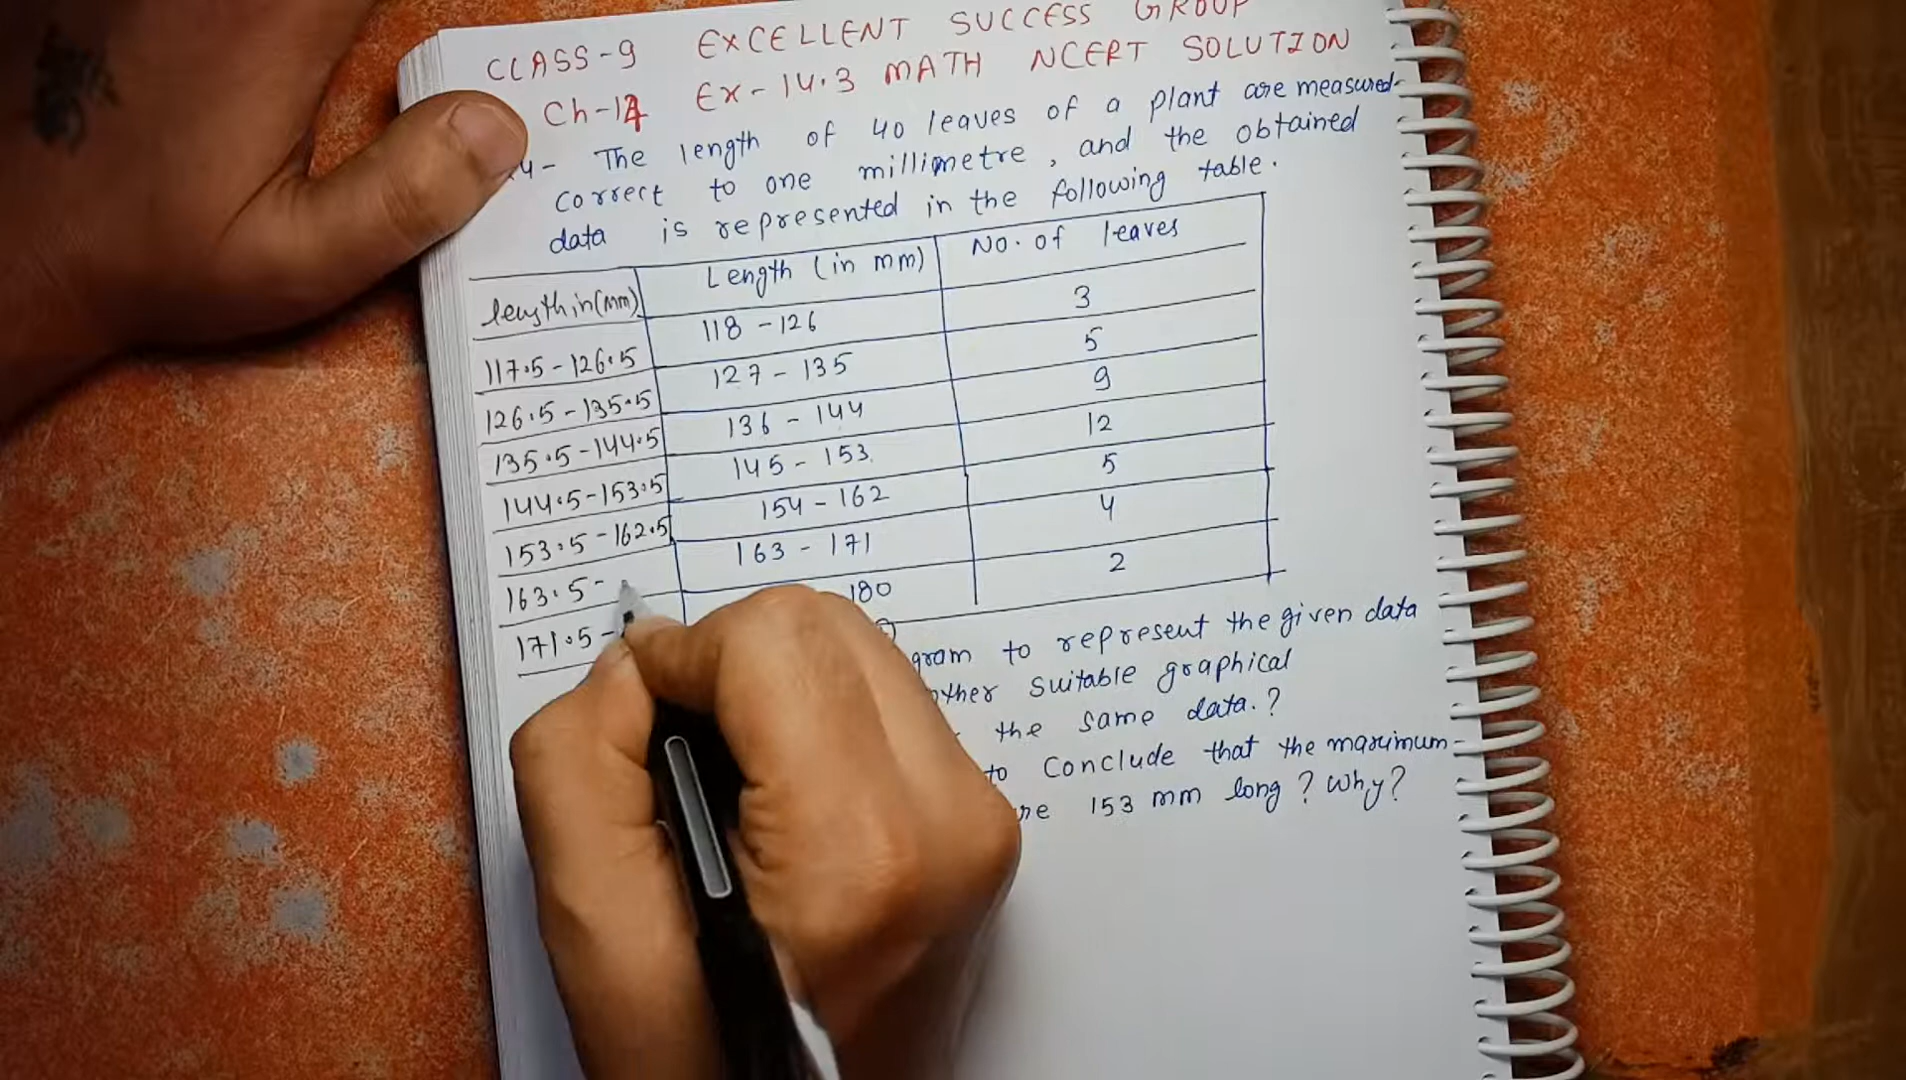 CLASS-9 EXCELLENT SUCCESS GROUP
Ch-14 Ex-14.3 MATH NCERT SOLUTION
4- The length of 40 leaves of a plant are measured-
correct to one millimetre, and the obtained
data is represented in the following table.
length in (mm) Length (in mm) No. of leaves
117.5-126.5 118-126 3
126.5-135.5 127-135 5
135.5-144.5 136-144 9
144.5-153.5 145-153 12
153.5-162.5 154-162 5
163.5- 163-171 4
171.5- 180 2
gram to represent the given data
other suitable graphical
the same data.?
to Conclude that the maximum-
153 mm long? Why?